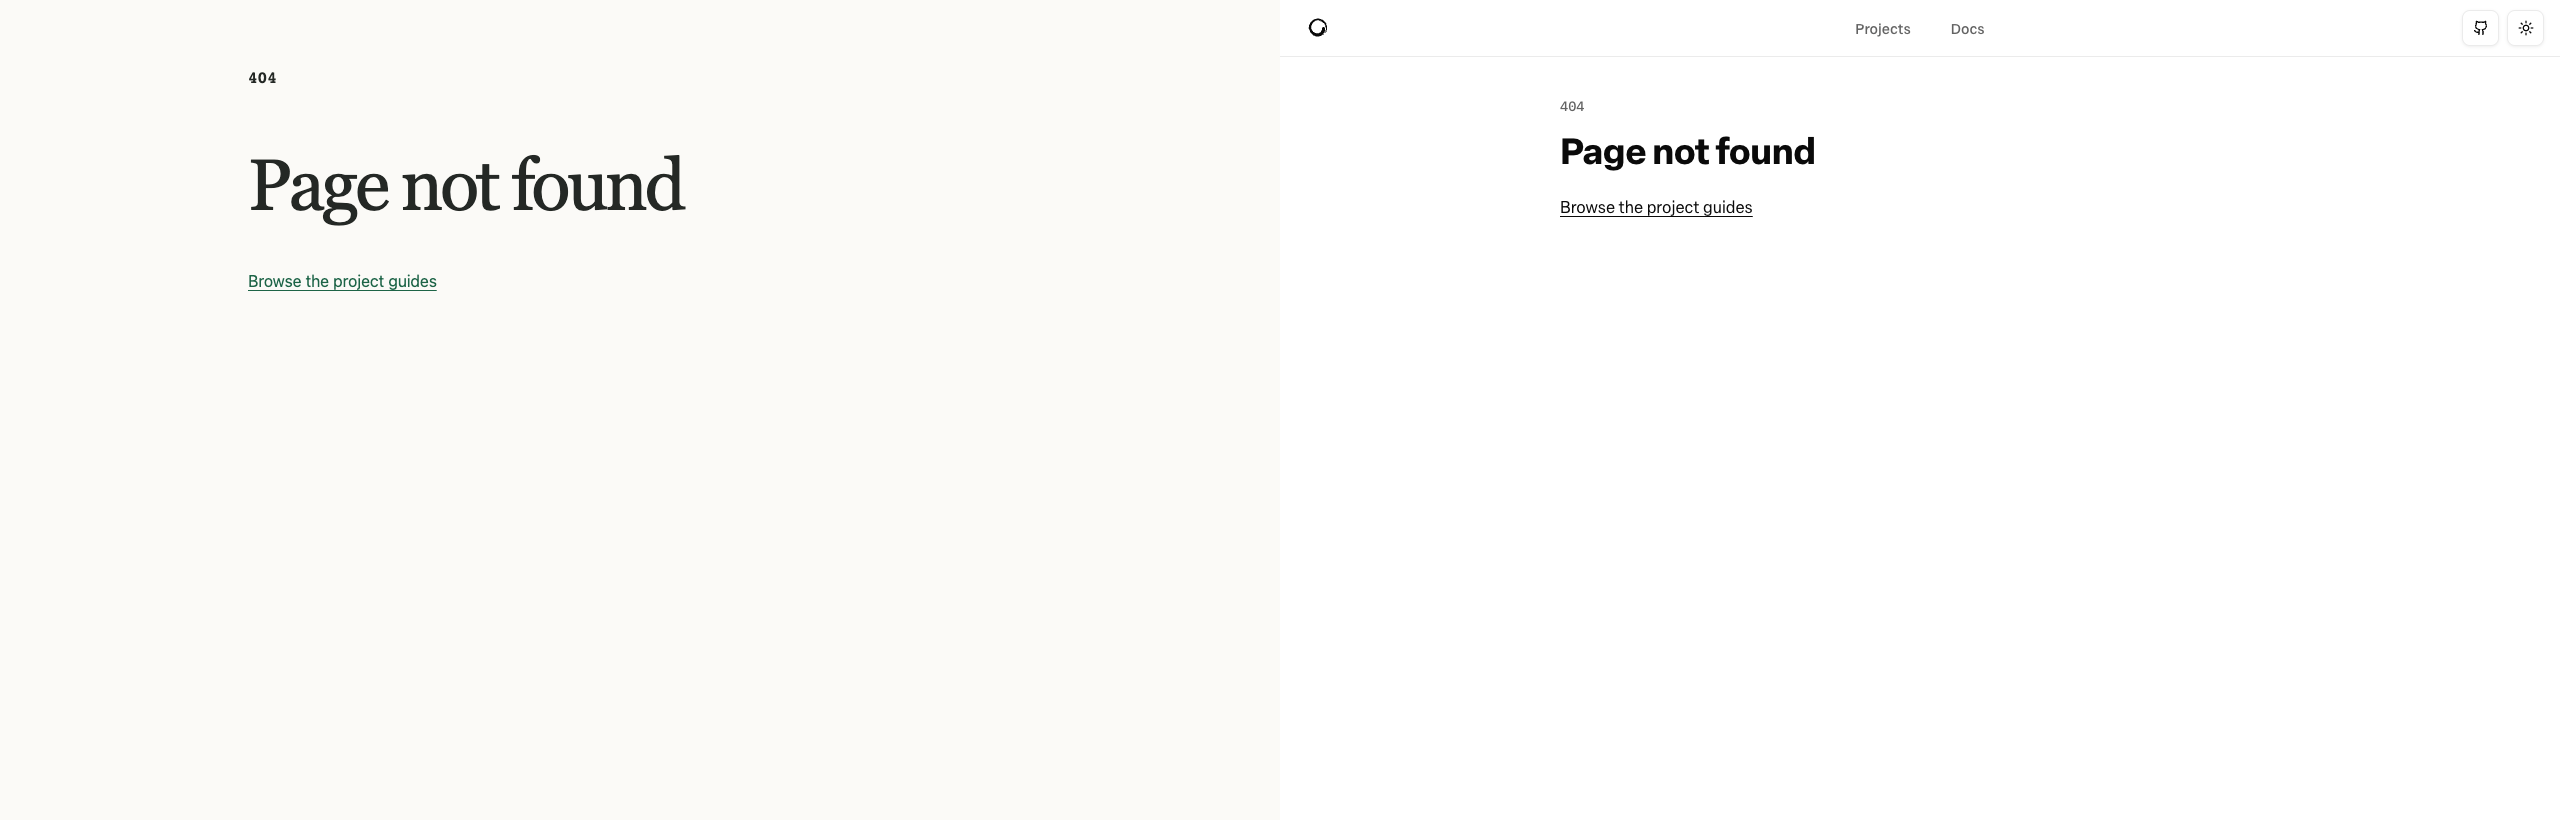 404
Page not found
Browse the project guides
Projects Docs
404
Page not found
Browse the project guides